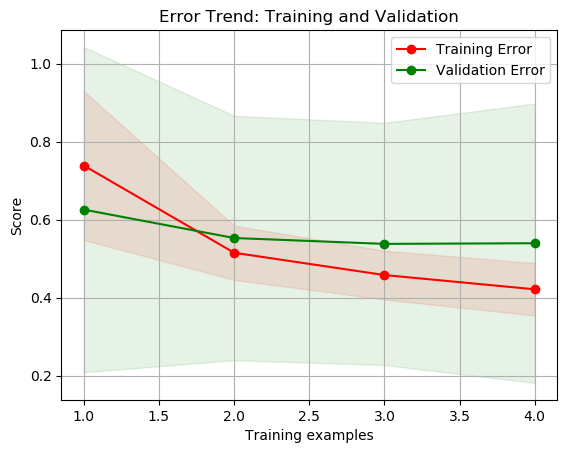 Error Trend: Training and Validation
Training Error
Validation Error
Score
1.0
0.8
0.6
0.4
0.2
1.0 1.5 2.0 2.5 3.0 3.5 4.0
Training examples